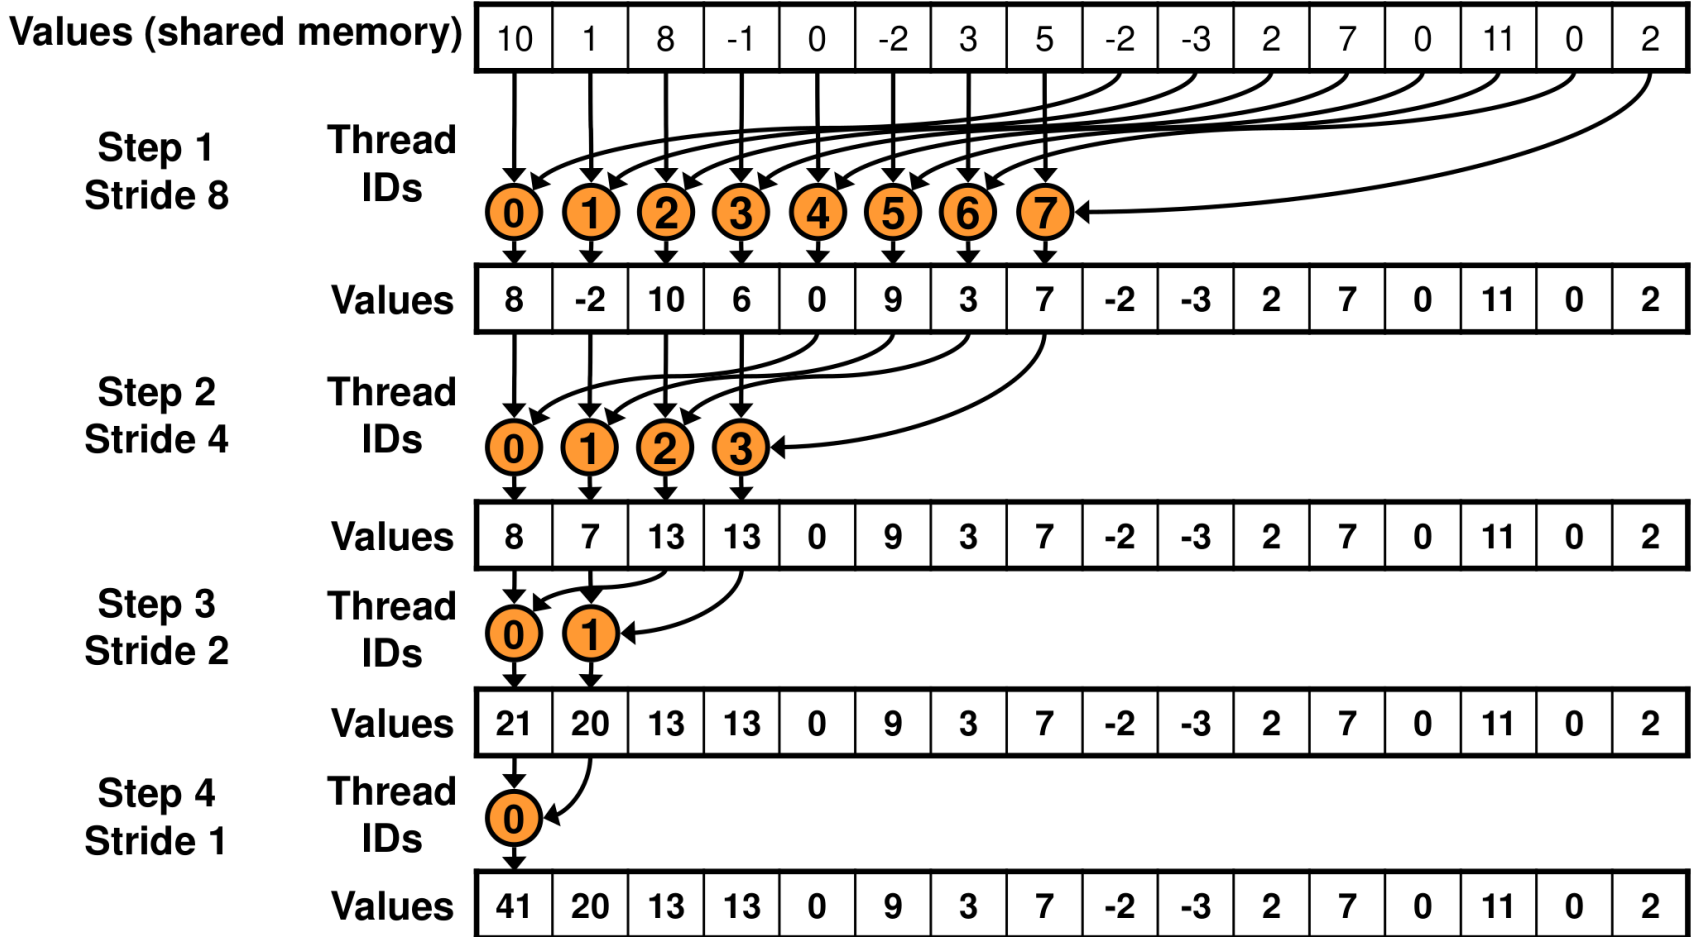 Values (shared memory) 10 1 8 -1 0 -2 3 5 -2 -3 2 7 0 11 0 2
Step 1 Thread
Stride 8 IDs
0 1 2 3 4 5 6 7
Values 8 -2 10 6 0 9 3 7 -2 -3 2 7 0 11 0 2
Step 2 Thread
Stride 4 IDs
0 1 2 3
Values 8 7 13 13 0 9 3 7 -2 -3 2 7 0 11 0 2
Step 3 Thread
Stride 2 IDs
0 1
Values 21 20 13 13 0 9 3 7 -2 -3 2 7 0 11 0 2
Step 4 Thread
Stride 1 IDs
0
Values 41 20 13 13 0 9 3 7 -2 -3 2 7 0 11 0 2